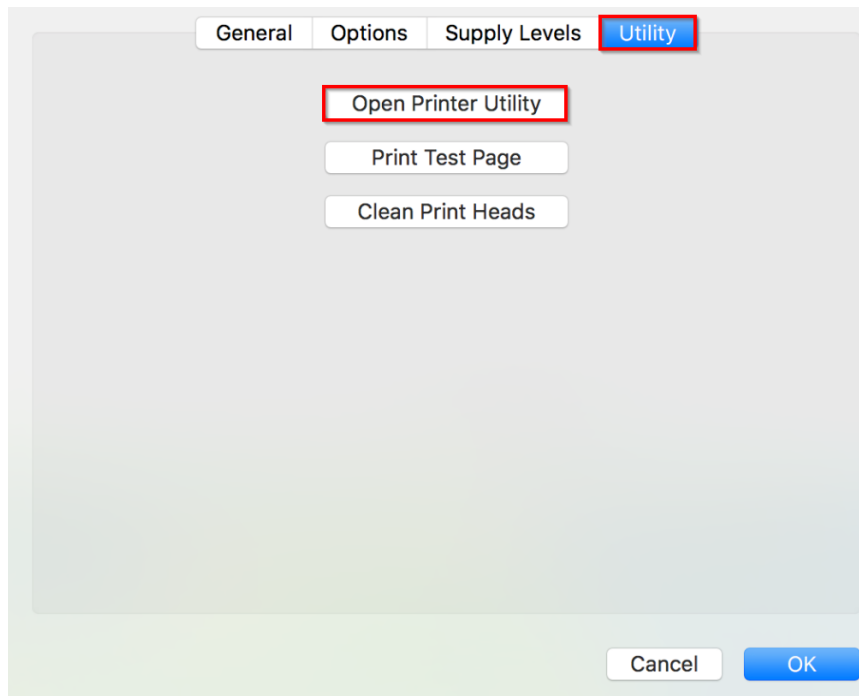 General Options Supply Levels Utility
Open Printer Utility
Print Test Page
Clean Print Heads
Cancel OK